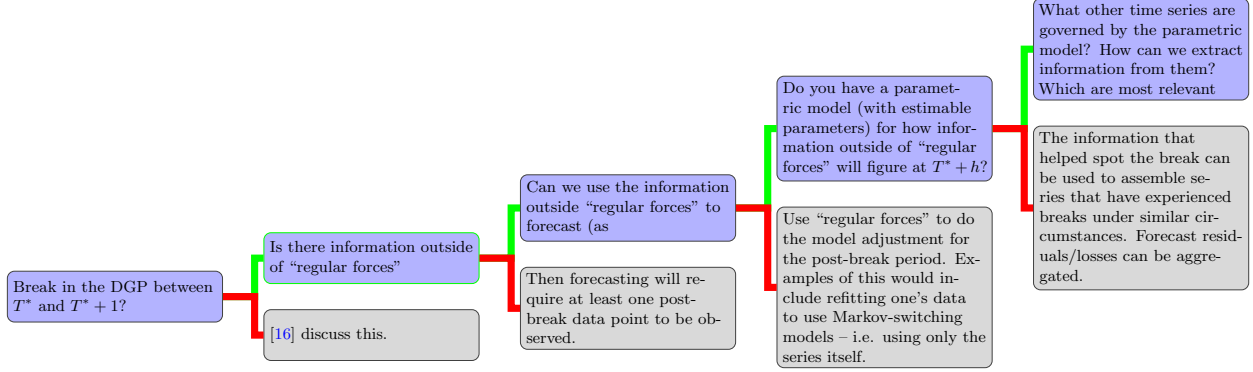 Break in the DGP between
T* and T* + 1?
Is there information outside
of “regular forces”
[16] discuss this.
Can we use the information
outside “regular forces” to
forecast (as
Then forecasting will re-
quire at least one post-
break data point to be ob-
served.
Do you have a paramet-
ric model (with estimable
parameters) for how infor-
mation outside of “regular
forces” will figure at T* + h?
Use “regular forces” to do
the model adjustment for
the post-break period. Ex-
amples of this would in-
clude refitting one’s data
to use Markov-switching
models – i.e. using only the
series itself.
What other time series are
governed by the parametric
model? How can we extract
information from them?
Which are most relevant
The information that
helped spot the break can
be used to assemble se-
ries that have experienced
breaks under similar cir-
cumstances. Forecast resid-
uals/losses can be aggre-
gated.